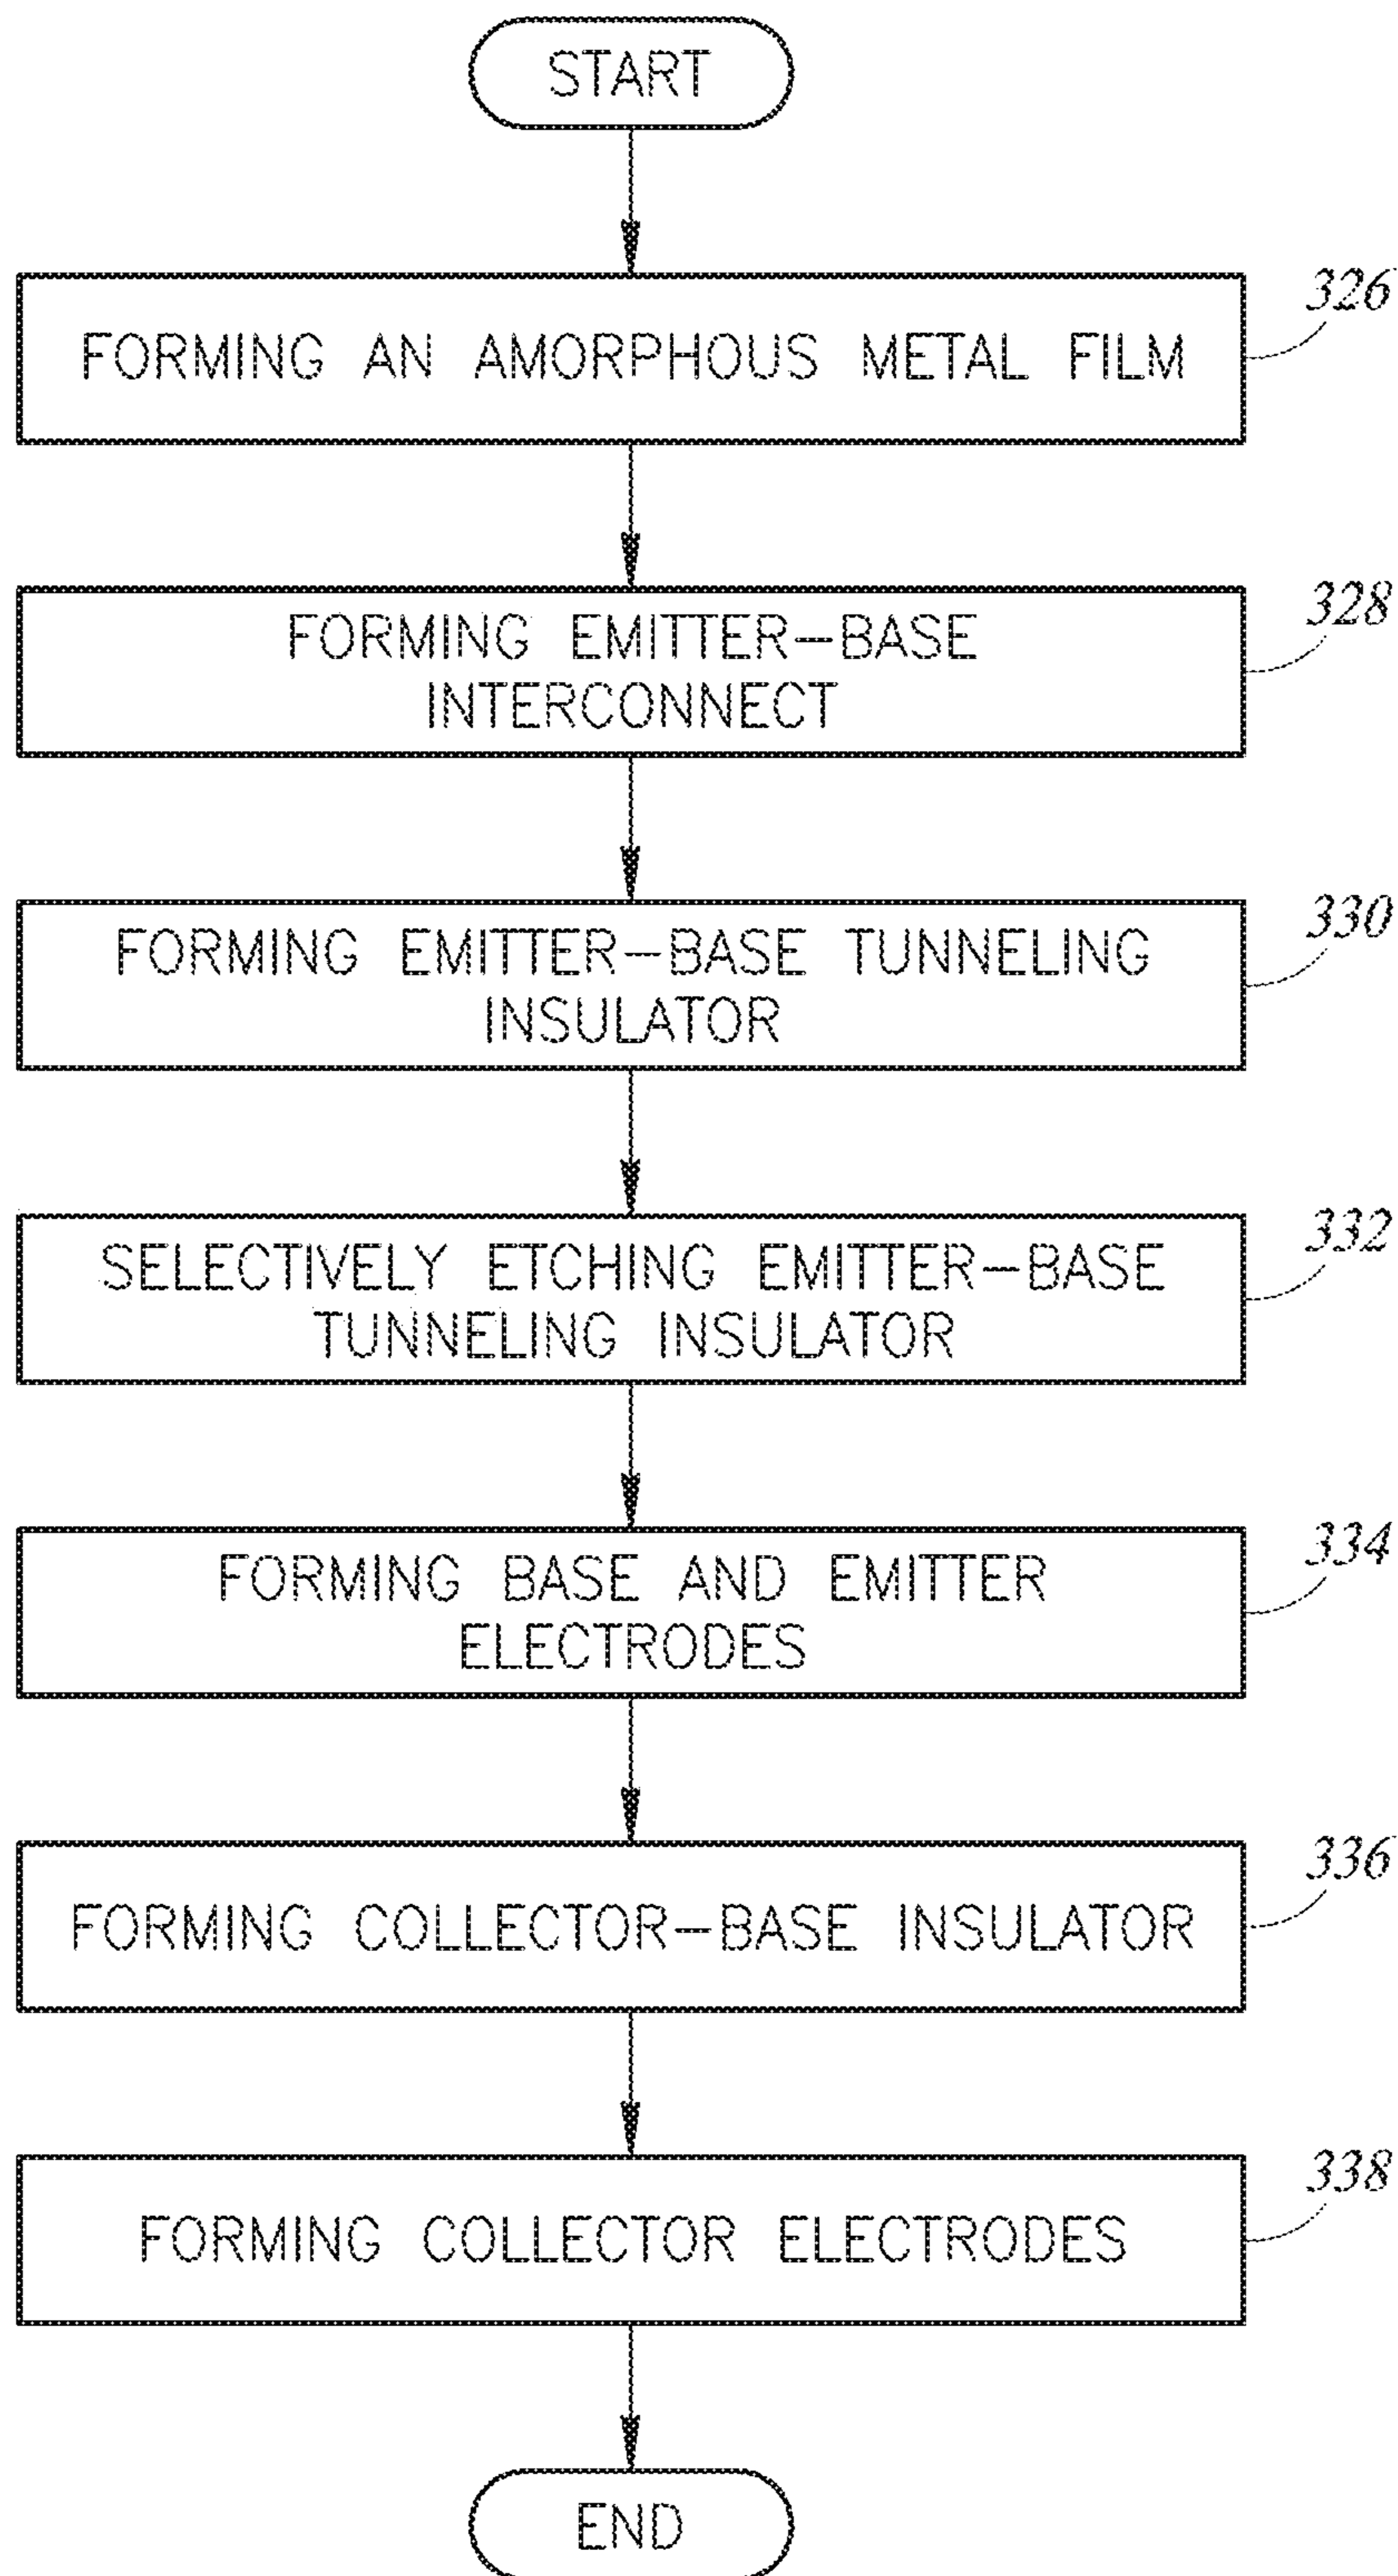 START
FORMING AN AMORPHOUS METAL FILM
326
FORMING EMITTER—BASE
INTERCONNECT
328
FORMING EMITTER—BASE TUNNELING
INSULATOR
330
SELECTIVELY ETCHING EMITTER—BASE
TUNNELING INSULATOR
332
FORMING BASE AND EMITTER
ELECTRODES
334
FORMING COLLECTOR—BASE INSULATOR
336
FORMING COLLECTOR ELECTRODES
338
END